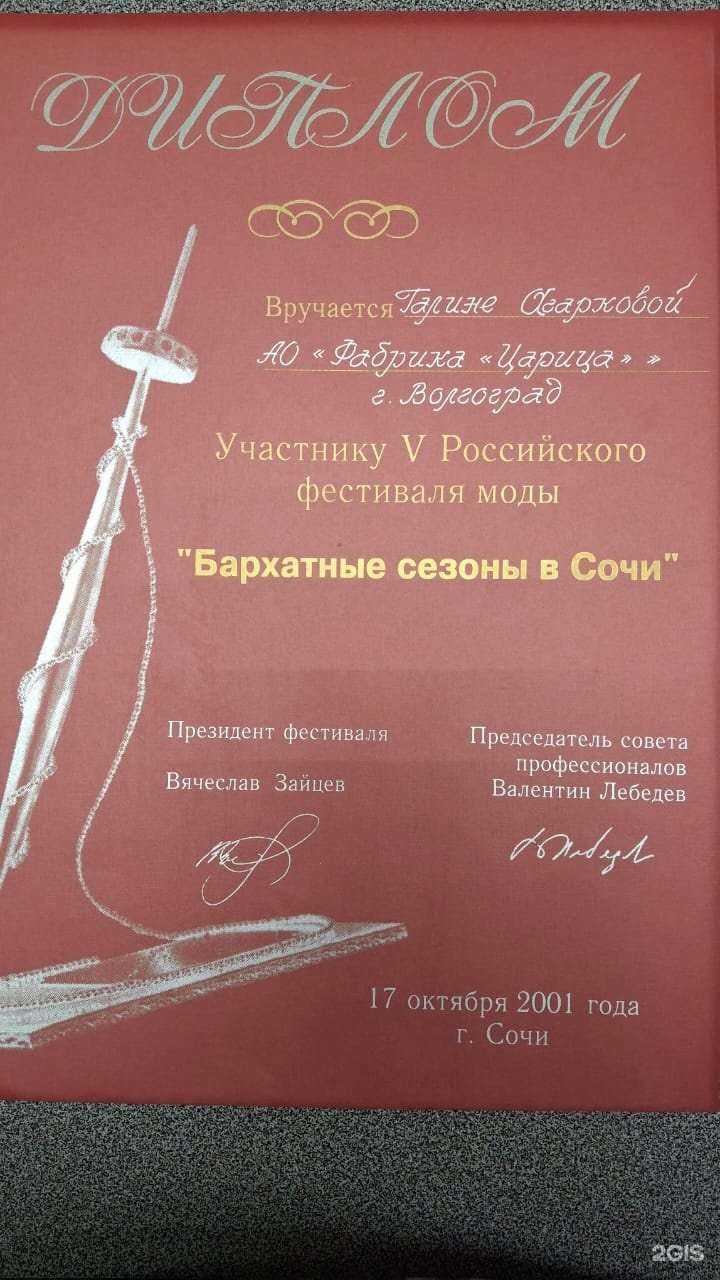 ДИПЛОМ
Вручается Галине Огарковой
АО «Фабрика «Царица» »
г. Волгоград
Участнику V Российского
фестиваля моды
"Бархатные сезоны в Сочи"
Президент фестиваля
Вячеслав Зайцев
Председатель совета
профессионалов
Валентин Лебедев
17 октября 2001 года
г. Сочи
2GIS